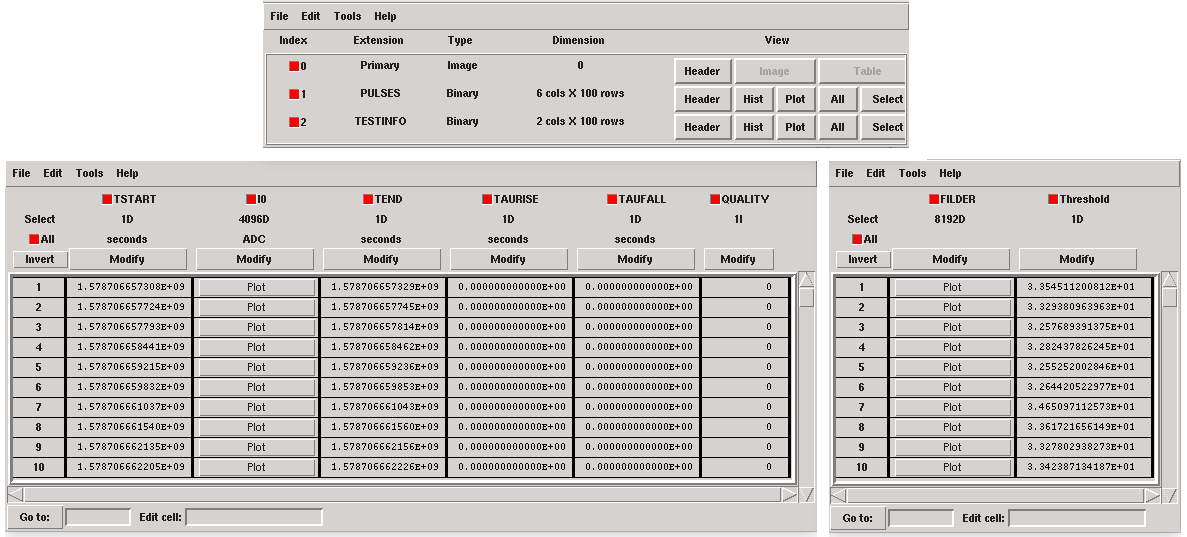 File Edit Tools Help
Index Extension Type Dimension View
0 Primary Image 0 Header Image Table
1 PULSES Binary 6 cols X 100 rows Header Hist Plot All Select
2 TESTINFO Binary 2 cols X 100 rows Header Hist Plot All Select
File Edit Tools Help
TSTART I0 TEND TAURISE TAUFALL QUALITY
Select 1D 4096D 1D 1D 1D 1I
All seconds ADC seconds seconds seconds
Invert Modify Modify Modify Modify Modify Modify
1 1.578706657308E+09 Plot 1.578706657329E+09 0.000000000000E+00 0.000000000000E+00 0
2 1.578706657724E+09 Plot 1.578706657745E+09 0.000000000000E+00 0.000000000000E+00 0
3 1.578706657793E+09 Plot 1.578706657814E+09 0.000000000000E+00 0.000000000000E+00 0
4 1.578706658441E+09 Plot 1.578706658462E+09 0.000000000000E+00 0.000000000000E+00 0
5 1.578706659215E+09 Plot 1.578706659236E+09 0.000000000000E+00 0.000000000000E+00 0
6 1.578706659832E+09 Plot 1.578706659853E+09 0.000000000000E+00 0.000000000000E+00 0
7 1.578706661037E+09 Plot 1.578706661043E+09 0.000000000000E+00 0.000000000000E+00 0
8 1.578706661540E+09 Plot 1.578706661560E+09 0.000000000000E+00 0.000000000000E+00 0
9 1.578706662135E+09 Plot 1.578706662156E+09 0.000000000000E+00 0.000000000000E+00 0
10 1.578706662205E+09 Plot 1.578706662226E+09 0.000000000000E+00 0.000000000000E+00 0
Go to: Edit cell:
File Edit Tools Help
FILDER Threshold
Select 8192D 1D
All
Invert Modify Modify
1 Plot 3.354511200812E+01
2 Plot 3.329380963963E+01
3 Plot 3.257689391375E+01
4 Plot 3.282437826245E+01
5 Plot 3.255252002846E+01
6 Plot 3.264420522977E+01
7 Plot 3.465097112573E+01
8 Plot 3.361721656149E+01
9 Plot 3.327802938273E+01
10 Plot 3.342387134187E+01
Go to: Edit cell: